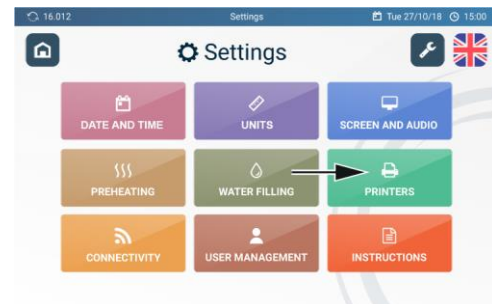 16.012 Settings Tue 27/10/18 15:00
Settings
DATE AND TIME UNITS SCREEN AND AUDIO
PREHEATING WATER FILLING PRINTERS
CONNECTIVITY USER MANAGEMENT INSTRUCTIONS